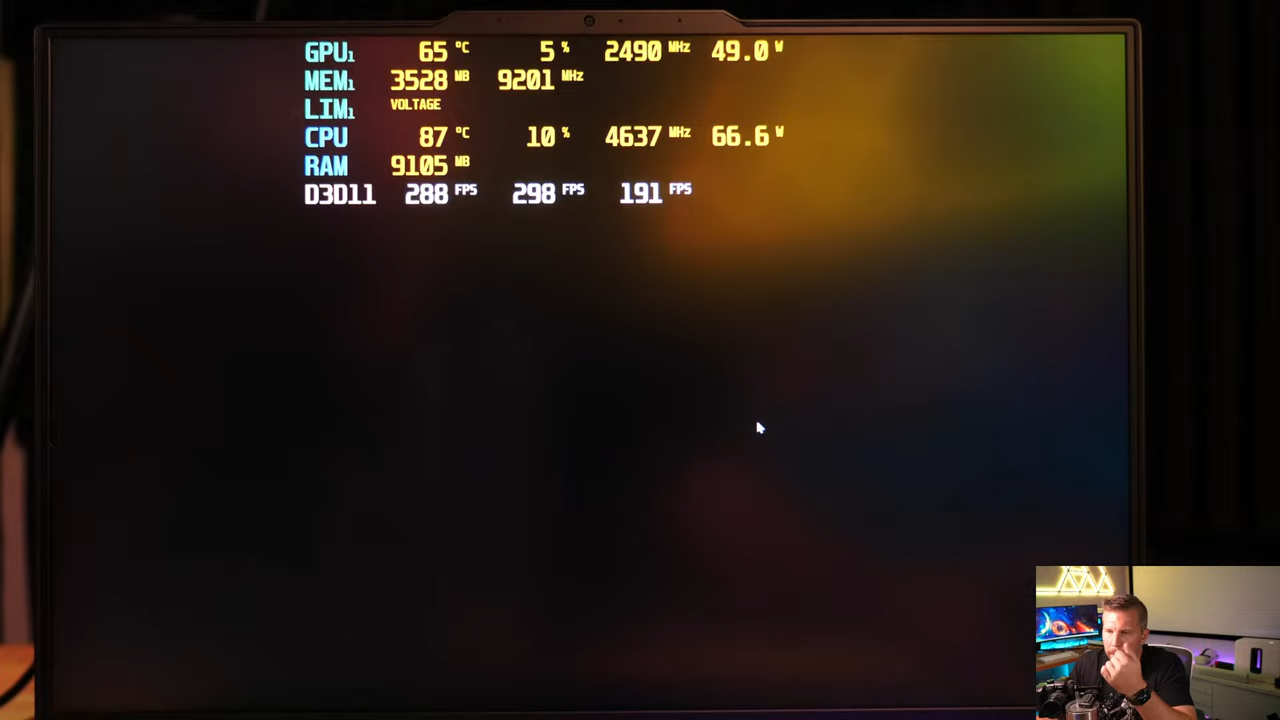 GPU1 65 °C 5 % 2490 MHz 49.0 W
MEM1 3528 MB 9201 MHz
LIM1 VOLTAGE
CPU 87 °C 10 % 4637 MHz 66.6 W
RAM 9105 MB
D3D11 288 FPS 298 FPS 191 FPS